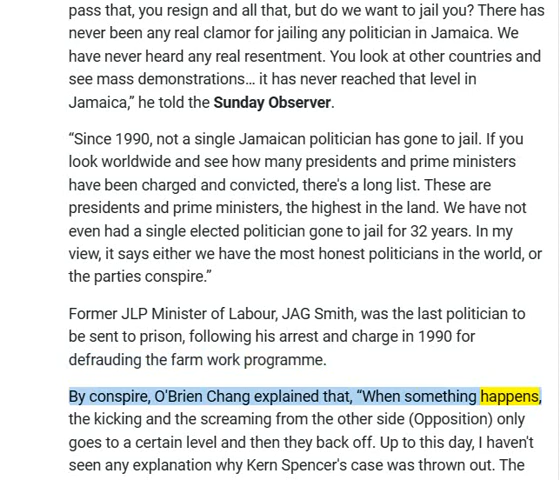 pass that, you resign and all that, but do we want to jail you? There has
never been any real clamor for jailing any politician in Jamaica. We
have never heard any real resentment. You look at other countries and
see mass demonstrations… it has never reached that level in
Jamaica,” he told the Sunday Observer.
“Since 1990, not a single Jamaican politician has gone to jail. If you
look worldwide and see how many presidents and prime ministers
have been charged and convicted, there's a long list. These are
presidents and prime ministers, the highest in the land. We have not
even had a single elected politician gone to jail for 32 years. In my
view, it says either we have the most honest politicians in the world, or
the parties conspire.”
Former JLP Minister of Labour, JAG Smith, was the last politician to
be sent to prison, following his arrest and charge in 1990 for
defrauding the farm work programme.
By conspire, O'Brien Chang explained that, “When something happens,
the kicking and the screaming from the other side (Opposition) only
goes to a certain level and then they back off. Up to this day, I haven't
seen any explanation why Kern Spencer's case was thrown out. The